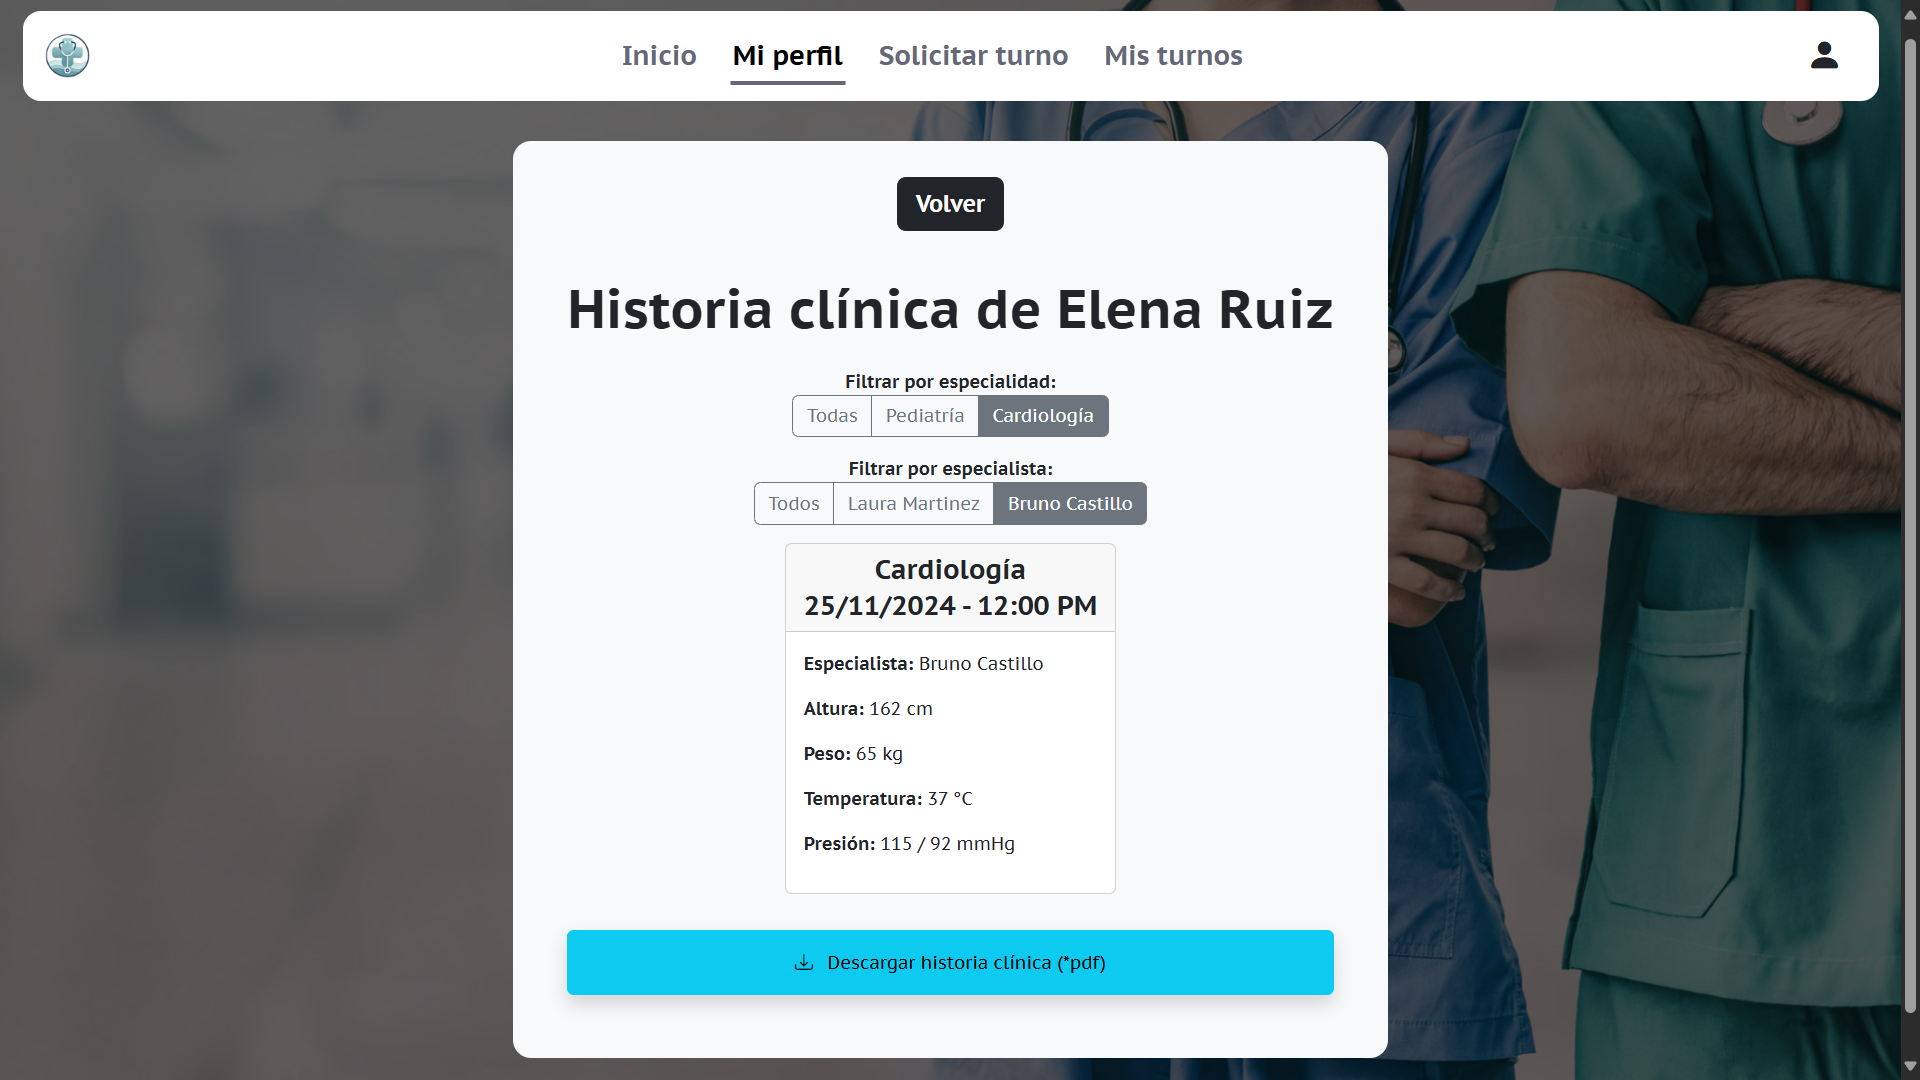 Inicio Mi perfil Solicitar turno Mis turnos
Volver
Historia clínica de Elena Ruiz
Filtrar por especialidad:
Todas Pediatría Cardiología
Filtrar por especialista:
Todos Laura Martinez Bruno Castillo
Cardiología
25/11/2024 - 12:00 PM
Especialista: Bruno Castillo
Altura: 162 cm
Peso: 65 kg
Temperatura: 37 °C
Presión: 115 / 92 mmHg
Descargar historia clínica (*pdf)